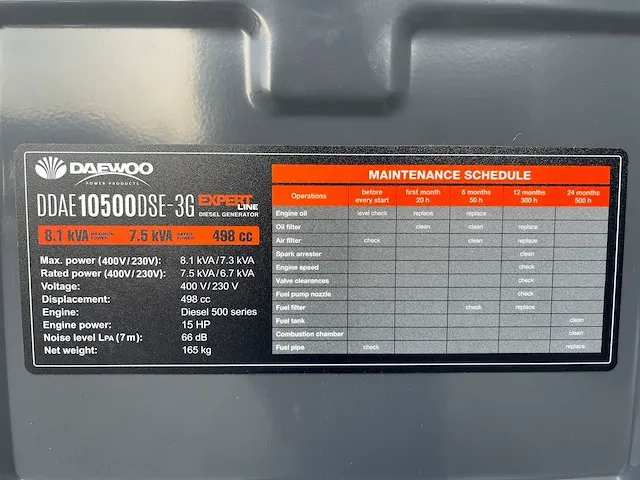 DAEWOO
POWER PRODUCTS
DDAE10500DSE-3G EXPERT LINE
DIESEL GENERATOR
8.1 kVA MAXIMUM POWER 7.5 kVA RATED POWER 498 cc
Max. power (400V/230V): 8.1 kVA/7.3 kVA
Rated power (400V/230V): 7.5 kVA/6.7 kVA
Voltage: 400 V/230 V
Displacement: 498 cc
Engine: Diesel 500 series
Engine power: 15 HP
Noise level LPA (7m): 66 dB
Net weight: 165 kg
MAINTENANCE SCHEDULE
Operations before every start first month 20 h 6 months 50 h 12 months 300 h 24 months 500 h
Engine oil level check replace replace
Oil filter clean clean replace
Air filter check clean replace
Spark arrester clean
Engine speed check
Valve clearances check
Fuel pump nozzle check
Fuel filter check replace
Fuel tank clean
Combustion chamber clean
Fuel pipe check replace